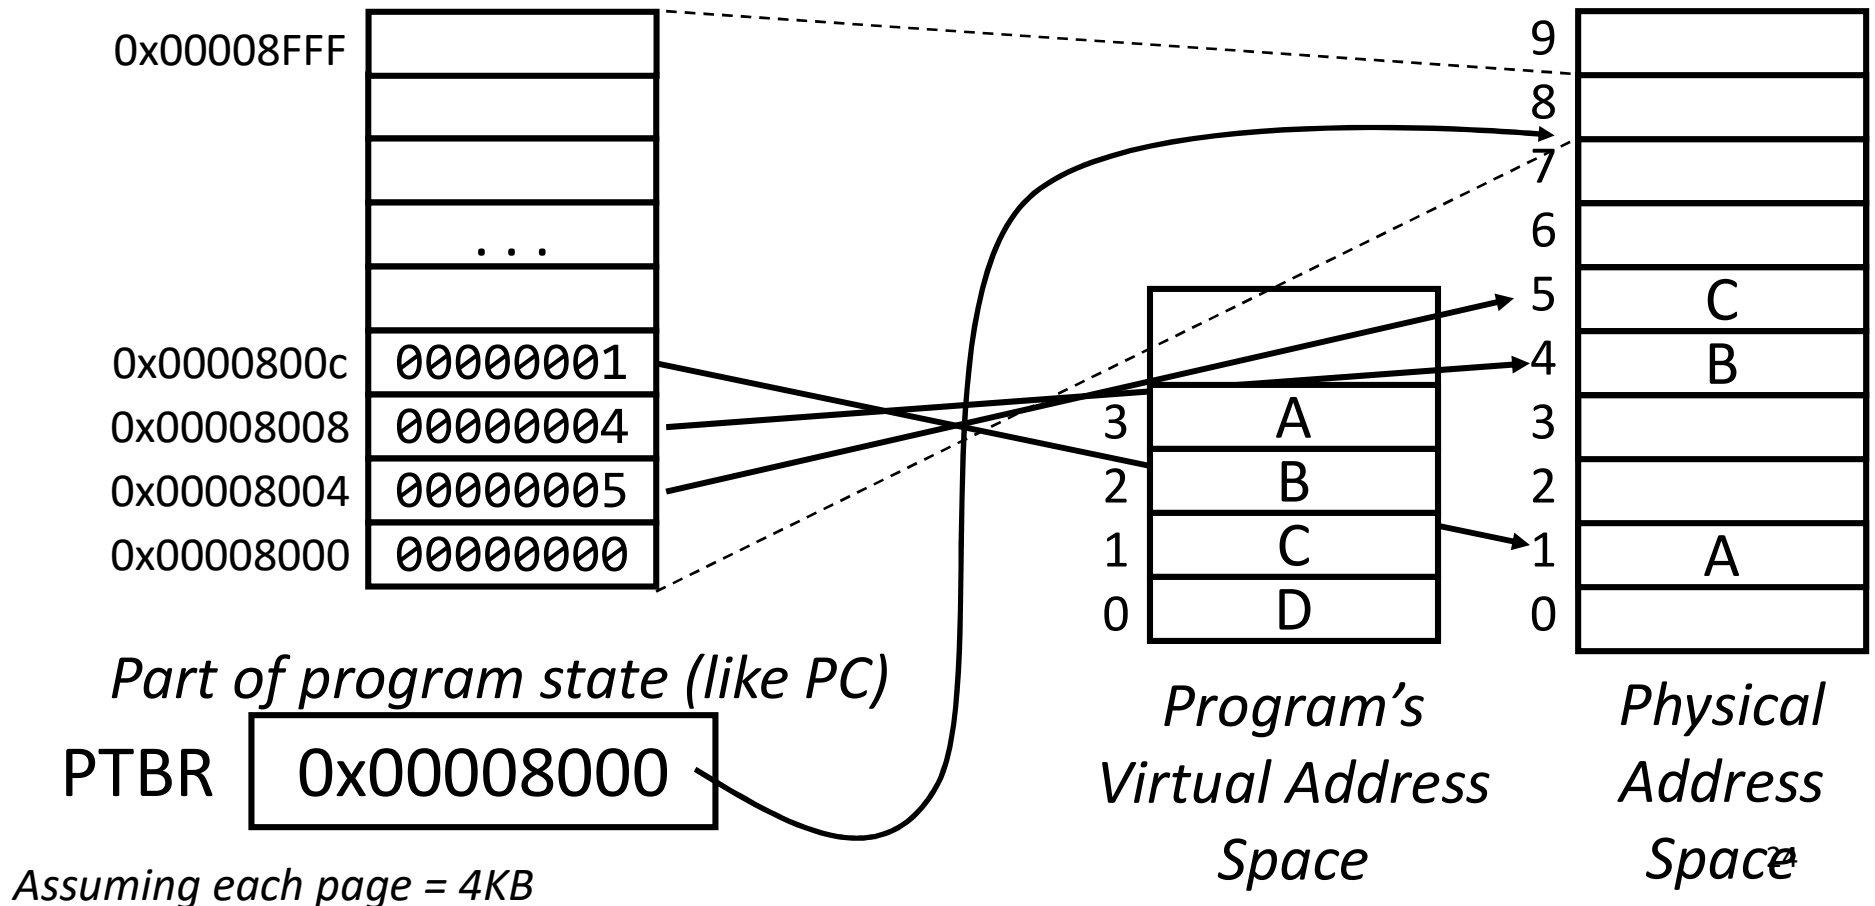 0x00008FFF
. . .
0x0000800c 00000001
0x00008008 00000004
0x00008004 00000005
0x00008000 00000000
Part of program state (like PC)
PTBR 0x00008000
Assuming each page = 4KB
3 A
2 B
1 C
0 D
Program’s
Virtual Address
Space
9
8
7
6
5 C
4 B
3
2
1 A
0
Physical
Address
Space
24